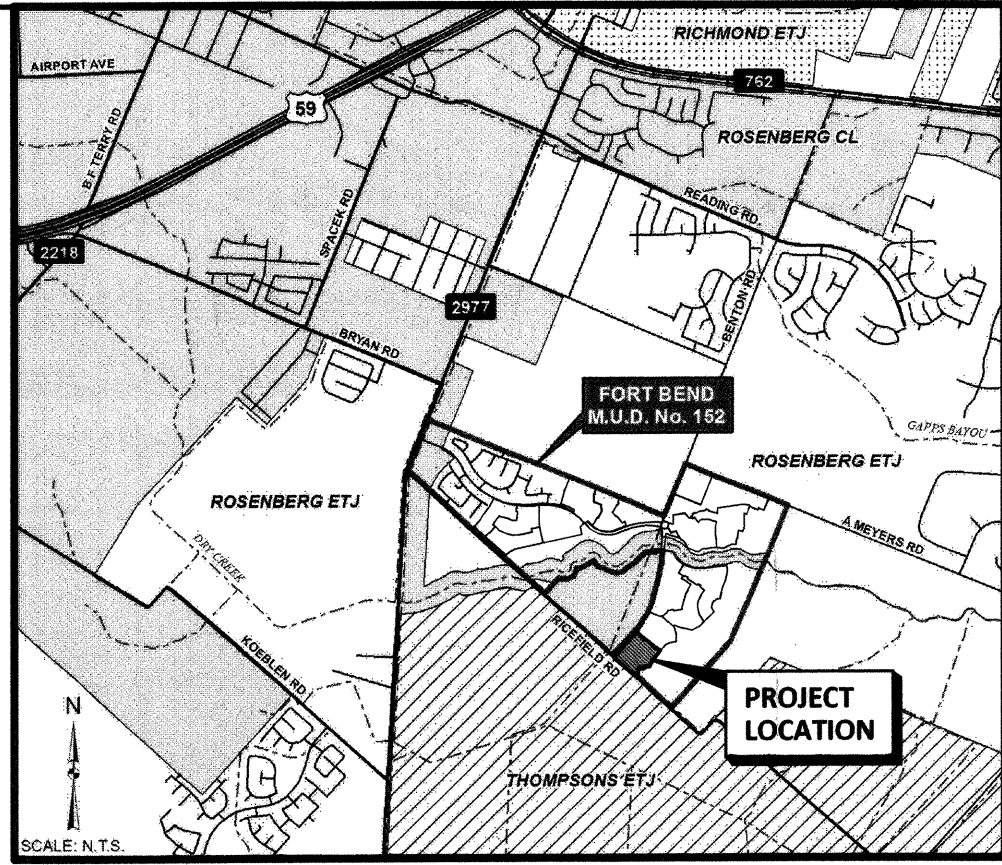 RICHMOND ETJ
AIRPORT AVE
762
59
B.F. TERRY RD
ROSENBERG CL
SPACEK RD
READING RD.
2218
2977
BENTON RD
BRYAN RD
FORT BEND
M.U.D. No. 152
GAPPS BAYOU
ROSENBERG ETJ
ROSENBERG ETJ
A MEYERS RD
DRY CREEK
RICEFIELD RD
KOEBLEN RD
PROJECT
LOCATION
N
THOMPSONS ETJ
SCALE: N.T.S.